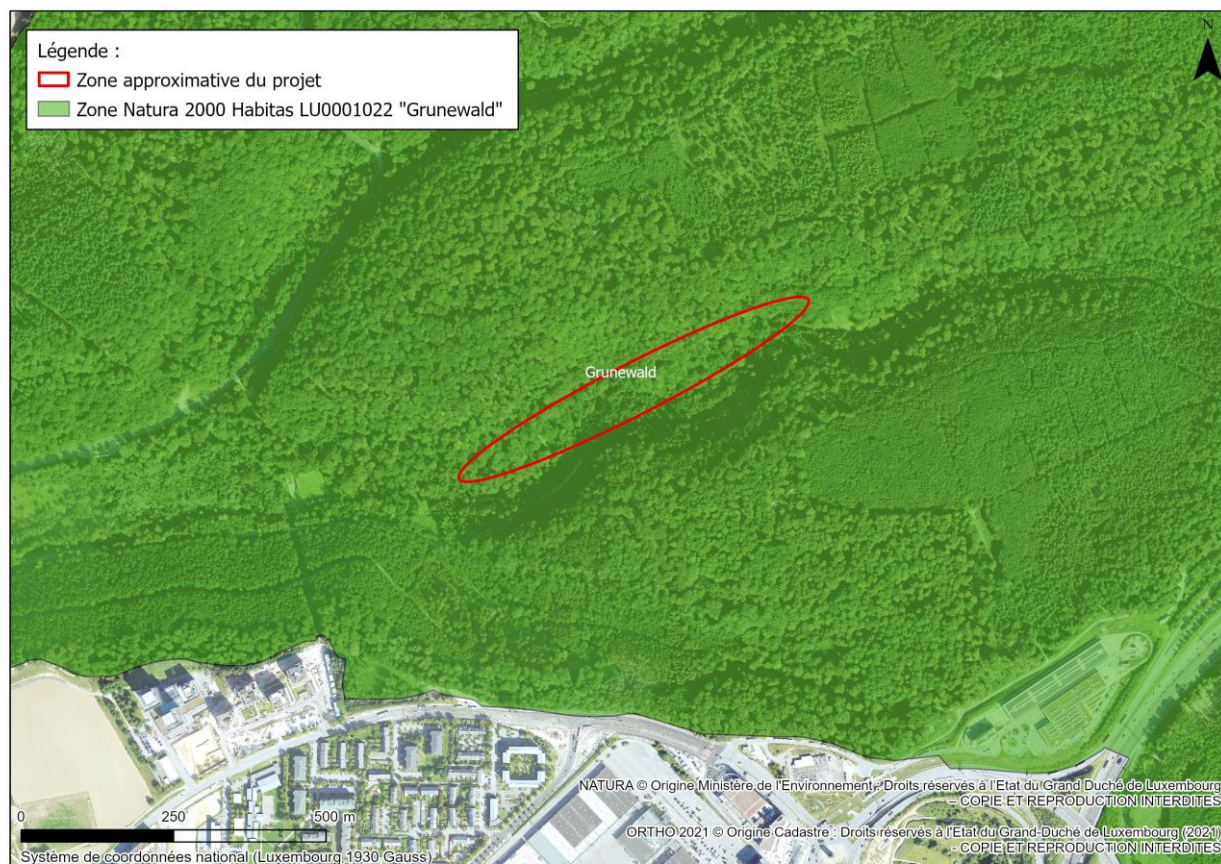 N
Légende :
Zone approximative du projet
Zone Natura 2000 Habitas LU0001022 "Grunewald"
Grunewald
NATURA © Origine Ministère de l'Environnement : Droits réservés à l'Etat du Grand Duché de Luxembourg
– COPIE ET REPRODUCTION INTERDITES
0 250 500 m
ORTHO 2021 © Origine Cadastre : Droits réservés à l'Etat du Grand-Duché de Luxembourg (2021)
- COPIE ET REPRODUCTION INTERDITES
Système de coordonnées national (Luxembourg 1930 Gauss)